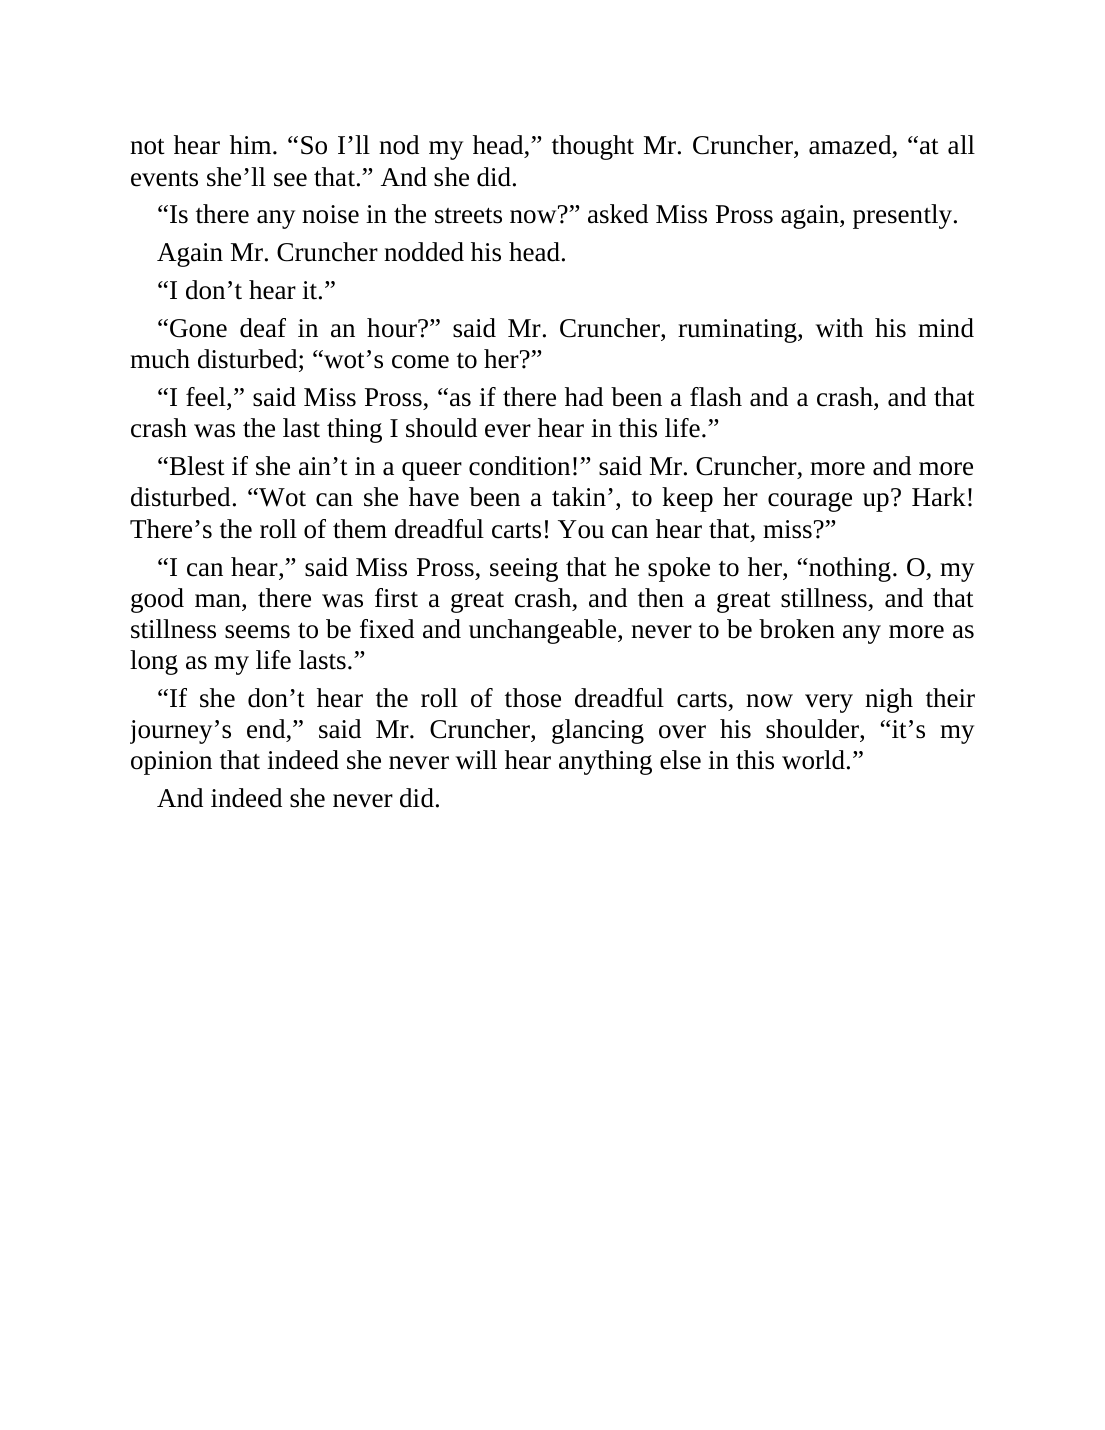 not hear him. “So I’ll nod my head,” thought Mr. Cruncher, amazed, “at all
events she’ll see that.” And she did.
“Is there any noise in the streets now?” asked Miss Pross again, presently.
Again Mr. Cruncher nodded his head.
“I don’t hear it.”
“Gone deaf in an hour?” said Mr. Cruncher, ruminating, with his mind
much disturbed; “wot’s come to her?”
“I feel,” said Miss Pross, “as if there had been a flash and a crash, and that
crash was the last thing I should ever hear in this life.”
“Blest if she ain’t in a queer condition!” said Mr. Cruncher, more and more
disturbed. “Wot can she have been a takin’, to keep her courage up? Hark!
There’s the roll of them dreadful carts! You can hear that, miss?”
“I can hear,” said Miss Pross, seeing that he spoke to her, “nothing. O, my
good man, there was first a great crash, and then a great stillness, and that
stillness seems to be fixed and unchangeable, never to be broken any more as
long as my life lasts.”
“If she don’t hear the roll of those dreadful carts, now very nigh their
journey’s end,” said Mr. Cruncher, glancing over his shoulder, “it’s my
opinion that indeed she never will hear anything else in this world.”
And indeed she never did.